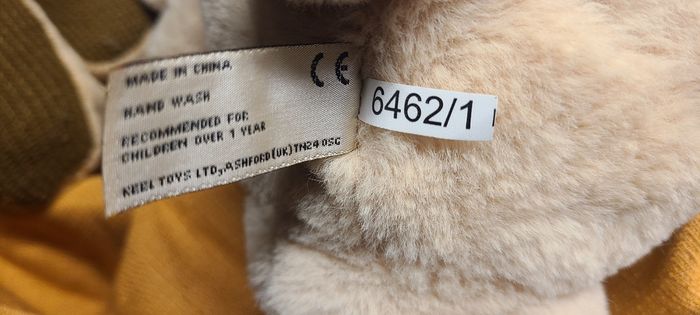 MADE IN CHINA
CE
HAND WASH
RECOMMENDED FOR
CHILDREN OVER 1 YEAR
KEEL TOYS LTD, ASHFORD(UK)TN24 0SG
6462/1